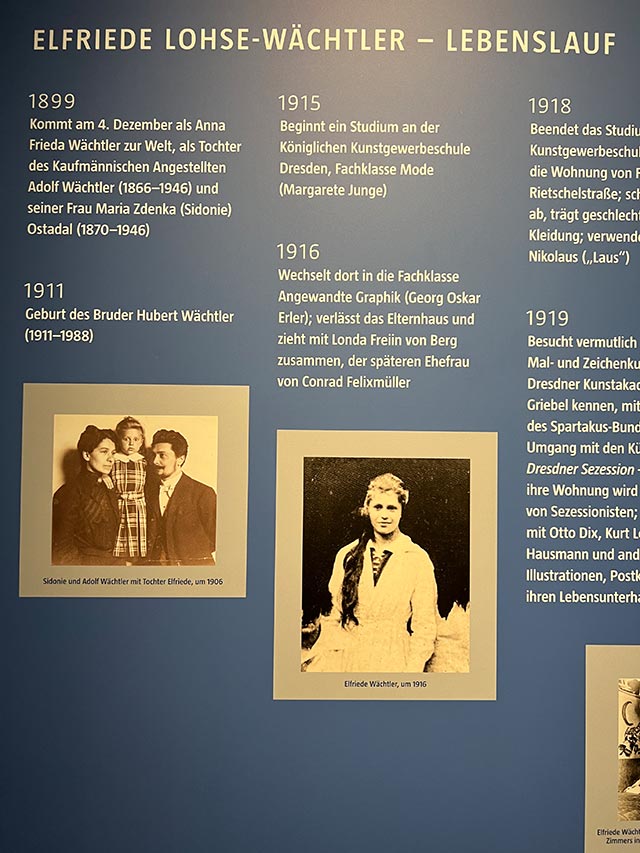 ELFRIEDE LOHSE-WÄCHTLER – LEBENSLAUF
1899
Kommt am 4. Dezember als Anna
Frieda Wächtler zur Welt, als Tochter
des Kaufmännischen Angestellten
Adolf Wächtler (1866–1946) und
seiner Frau Maria Zdenka (Sidonie)
Ostadal (1870–1946)
1911
Geburt des Bruder Hubert Wächtler
(1911–1988)
Sidonie und Adolf Wächtler mit Tochter Elfriede, um 1906
1915
Beginnt ein Studium an der
Königlichen Kunstgewerbeschule
Dresden, Fachklasse Mode
(Margarete Junge)
1916
Wechselt dort in die Fachklasse
Angewandte Graphik (Georg Oskar
Erler); verlässt das Elternhaus und
zieht mit Londa Freiin von Berg
zusammen, der späteren Ehefrau
von Conrad Felixmüller
Elfriede Wächtler, um 1916
1918
Beendet das Studiu
Kunstgewerbeschul
die Wohnung von F
Rietschelstraße; sch
ab, trägt geschlecht
Kleidung; verwende
Nikolaus („Laus“)
1919
Besucht vermutlich
Mal- und Zeichenku
Dresdner Kunstakad
Griebel kennen, mit
des Spartakus-Bund
Umgang mit den Kü
Dresdner Sezession –
ihre Wohnung wird
von Sezessionisten;
mit Otto Dix, Kurt Lo
Hausmann und and
Illustrationen, Postk
ihren Lebensunterha
Elfriede Wächt
Zimmers in